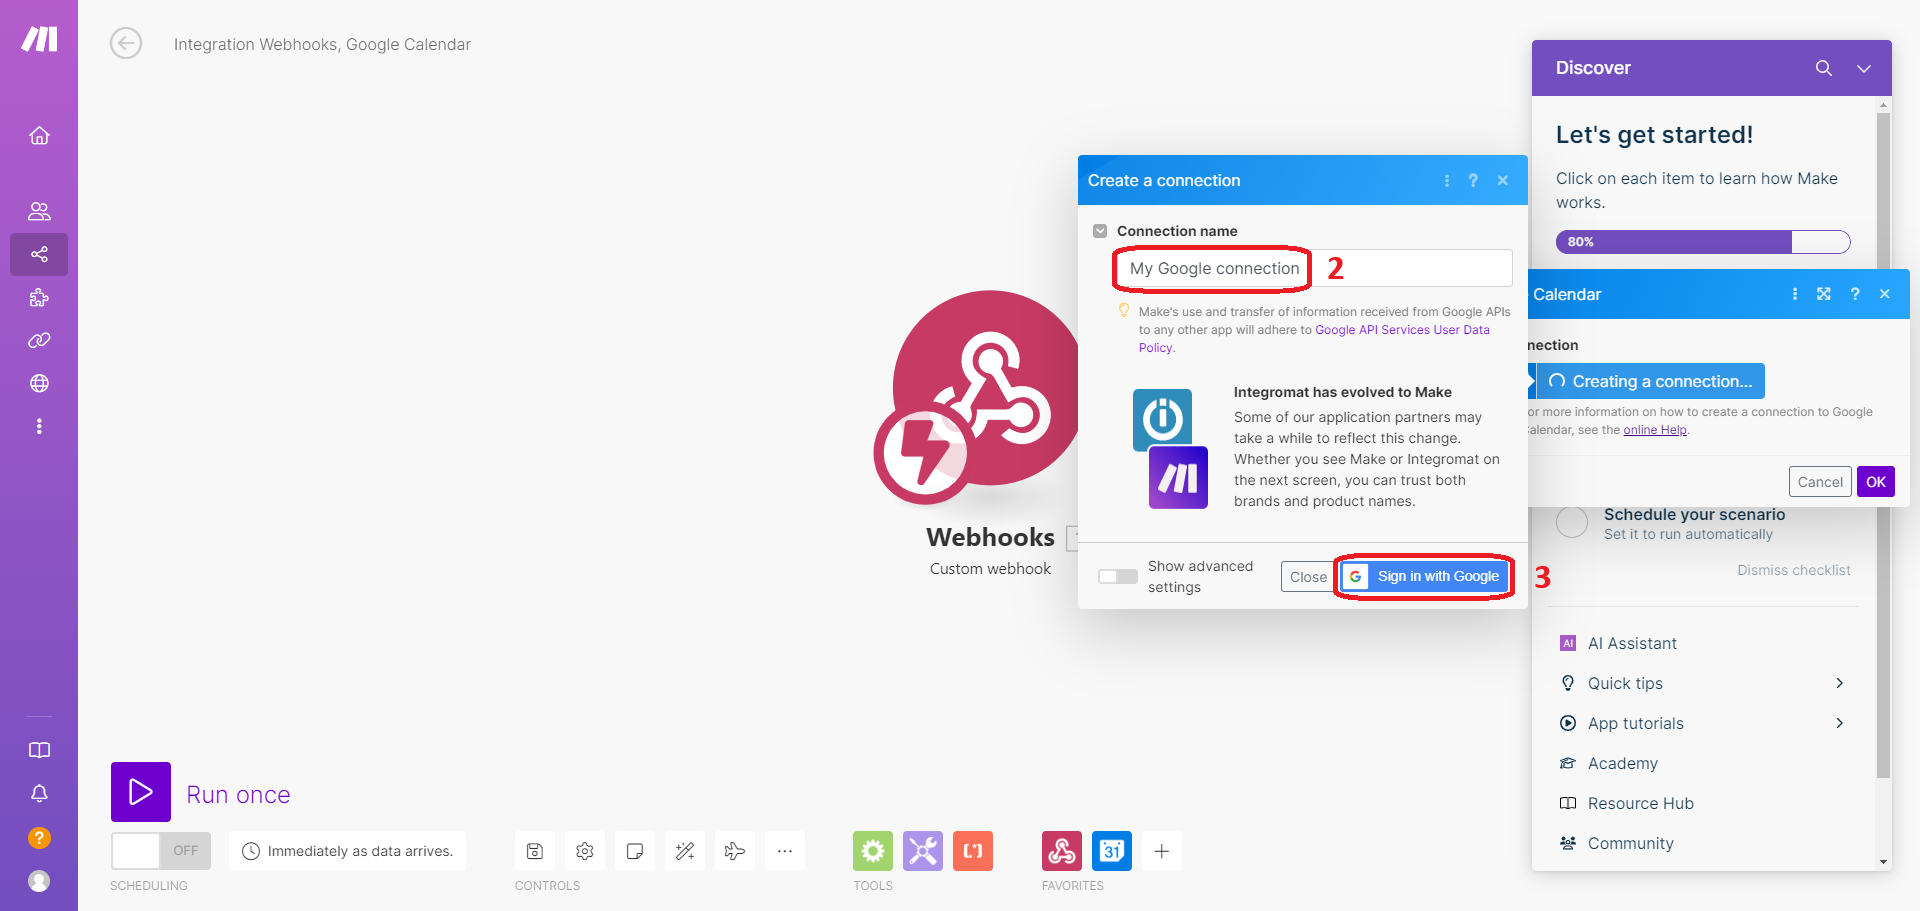 Integration Webhooks, Google Calendar
Discover
Let's get started!
Click on each item to learn how Make
works.
80%
Create a connection
Connection name
My Google connection
2
Make's use and transfer of information received from Google APIs
to any other app will adhere to Google API Services User Data
Policy.
Integromat has evolved to Make
Some of our application partners may
take a while to reflect this change.
Whether you see Make or Integromat on
the next screen, you can trust both
brands and product names.
Show advanced
settings
Close
Sign in with Google
3
Calendar
nection
Creating a connection...
or more information on how to create a connection to Google
alendar, see the online Help.
Cancel
OK
Schedule your scenario
Set it to run automatically
Dismiss checklist
AI
AI Assistant
Quick tips
App tutorials
Academy
Resource Hub
Community
Webhooks
Custom webhook
Run once
OFF
Immediately as data arrives.
31
SCHEDULING
CONTROLS
TOOLS
FAVORITES